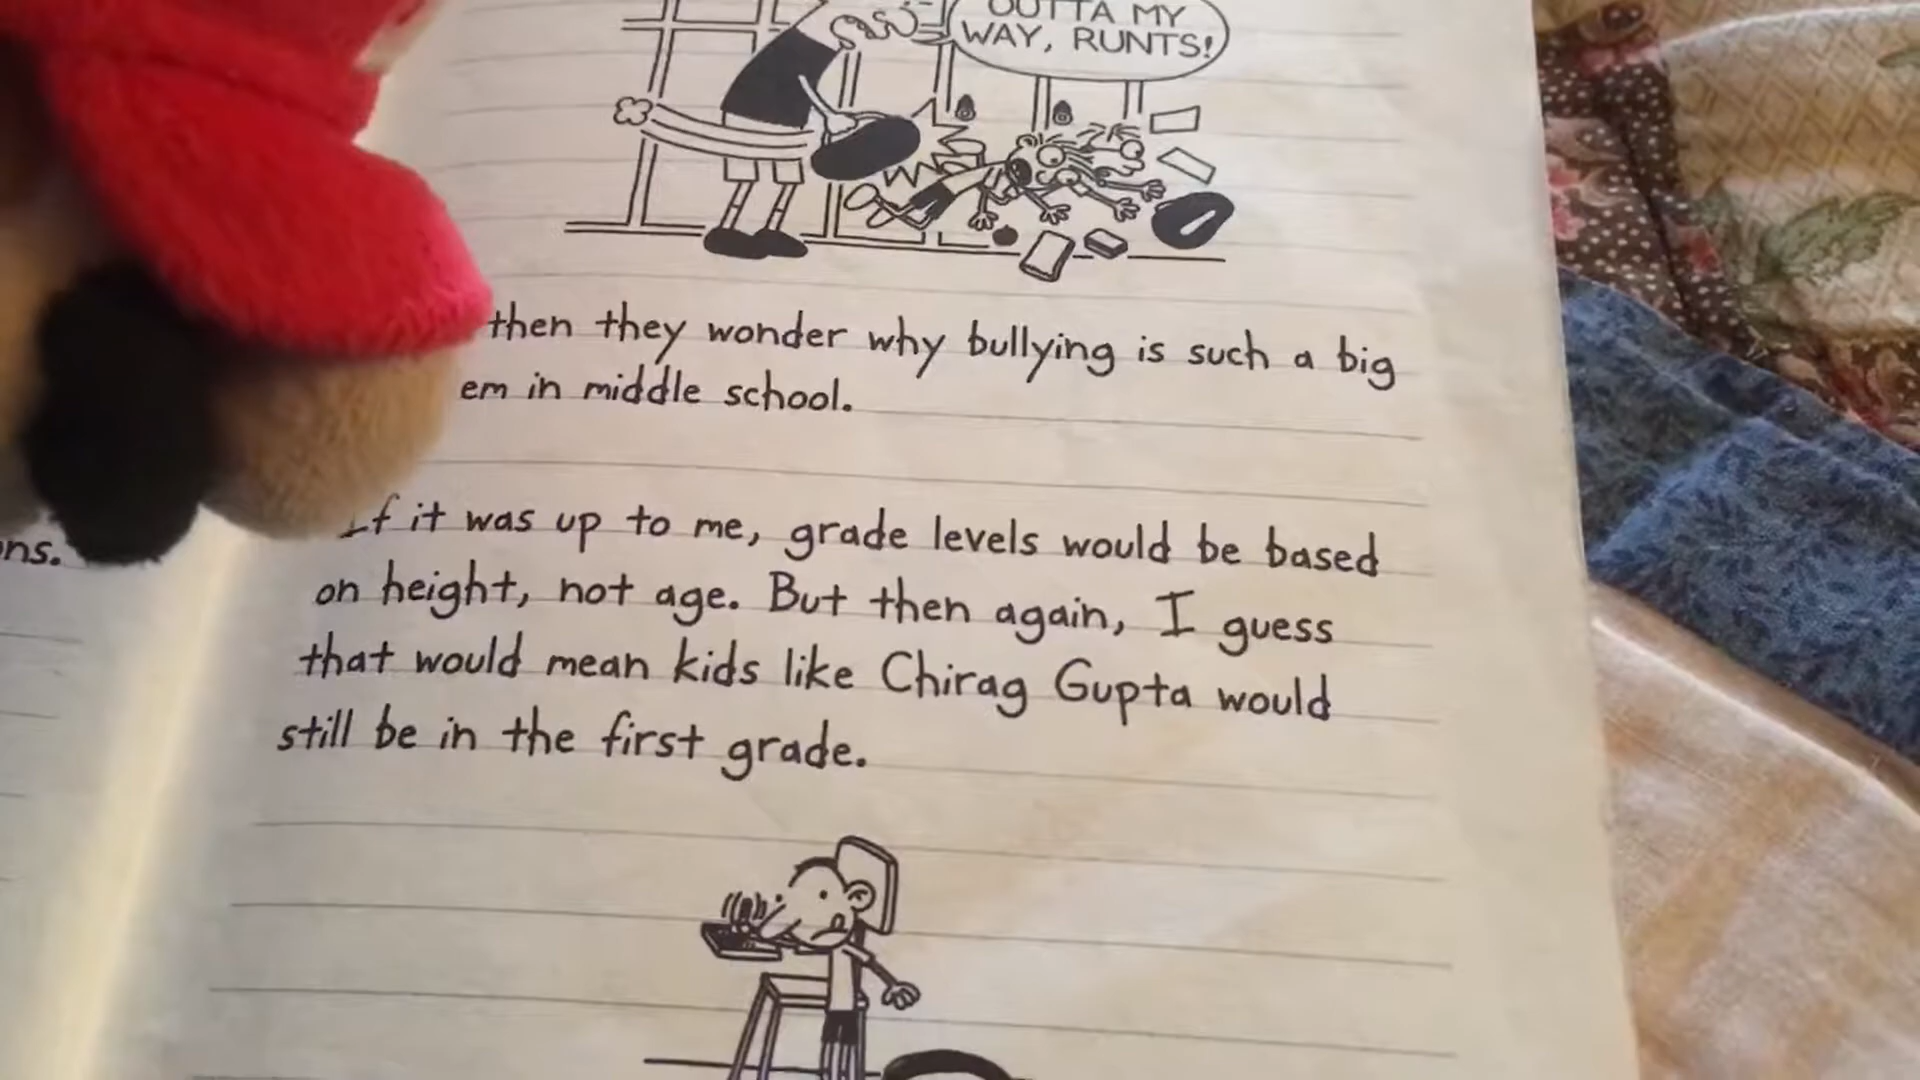 OUTTA MY
WAY, RUNTS!
then they wonder why bullying is such a big
em in middle school.
If it was up to me, grade levels would be based
ns.
on height, not age. But then again, I guess
that would mean kids like Chirag Gupta would
still be in the first grade.